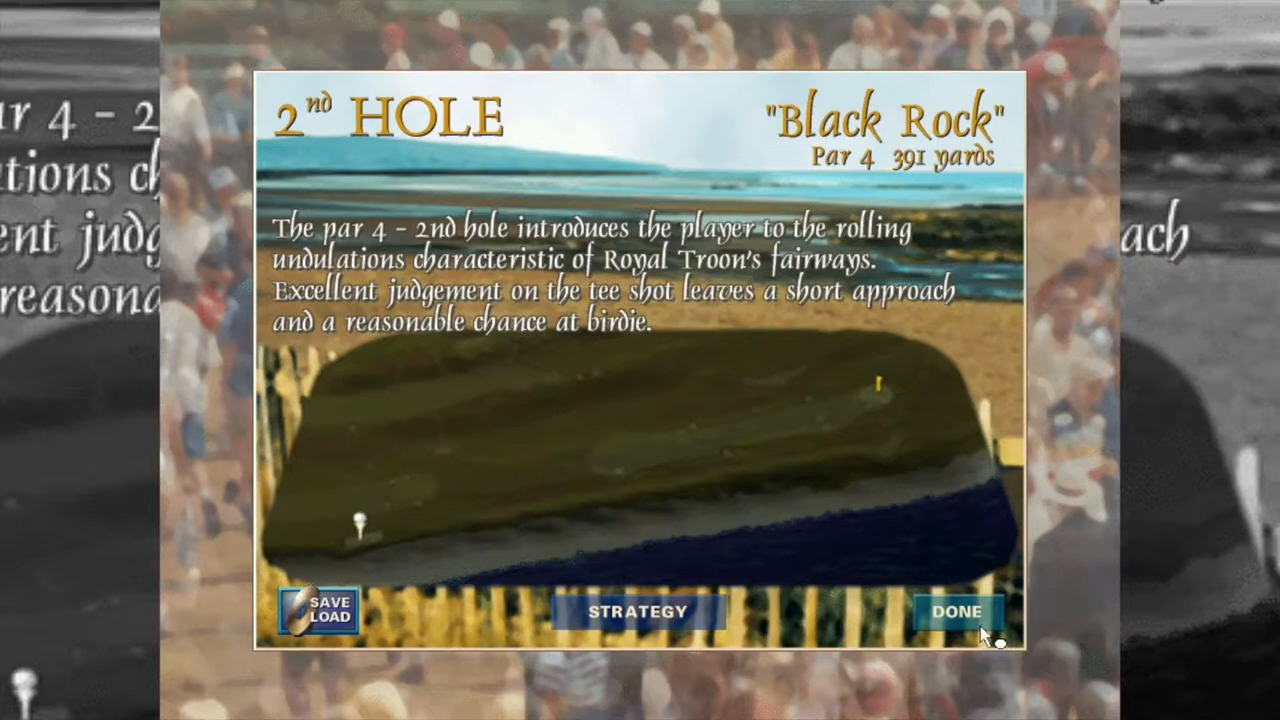 2nd HOLE
"Black Rock"
Par 4 391 yards
The par 4 - 2nd hole introduces the player to the rolling
undulations characteristic of Royal Troon's fairways.
Excellent judgement on the tee shot leaves a short approach
and a reasonable chance at birdie.
SAVE
LOAD
STRATEGY
DONE